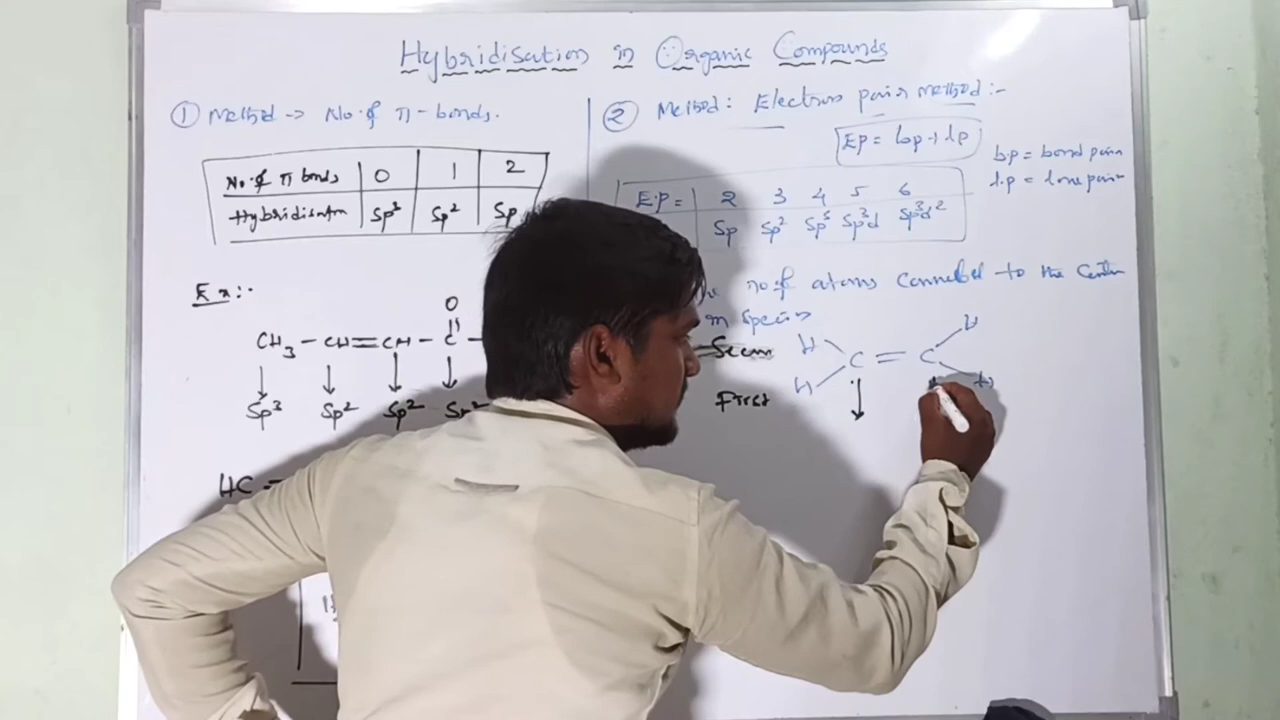 Hybridisation in Organic Compounds
① Method → No. of π-bonds.
No. of π bonds 0 1 2
Hybridisation Sp³ Sp² Sp
Ex:-
O
CH₃ - CH = CH - C -
Sp³ Sp² Sp² Sp²
HC
② Method: Electron pair method:-
EP = bp + lp
b.p = bond pair
l.p = lone pair
E.P = 2 3 4 5 6
Sp Sp² Sp³ Sp³d Sp³d²
no. of atoms connected to the Center
Species
H H
C = C
H H
First